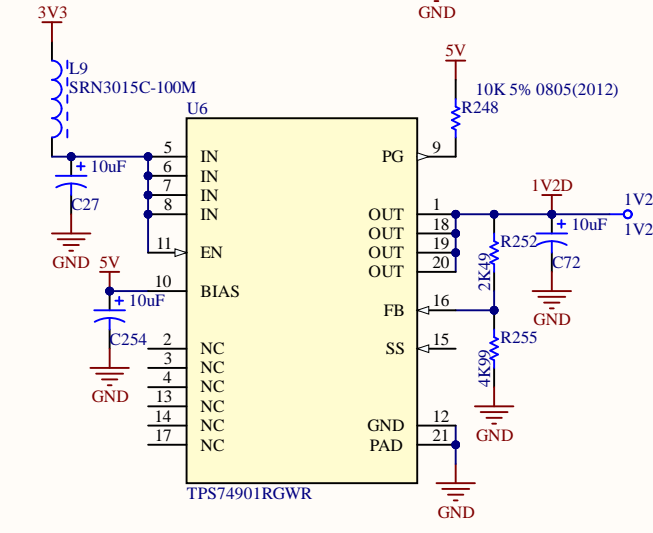 GND
3V3
L9
SRN3015C-100M
+ 10uF
C27
GND
5V
+ 10uF
C254
GND
U6
5 IN
6 IN
7 IN
8 IN
11 EN
10 BIAS
2 NC
3 NC
4 NC
13 NC
14 NC
17 NC
PG 9
OUT 1
OUT 18
OUT 19
OUT 20
FB 16
SS 15
GND 12
PAD 21
TPS74901RGWR
5V
10K 5% 0805(2012)
R248
1V2D
1V2
1V2
R252
2K49
+ 10uF
C72
GND
R255
4K99
GND
GND